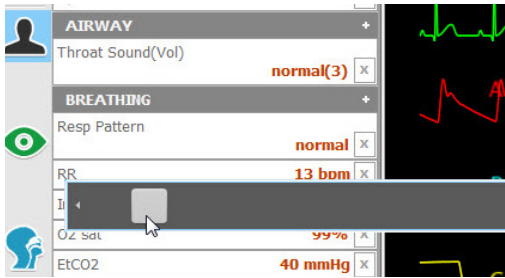 AIRWAY +
Throat Sound(Vol)
normal(3) x
BREATHING +
Resp Pattern
normal x
RR 13 bpm x
O2 sat 99% x
EtCO2 40 mmHg x
A